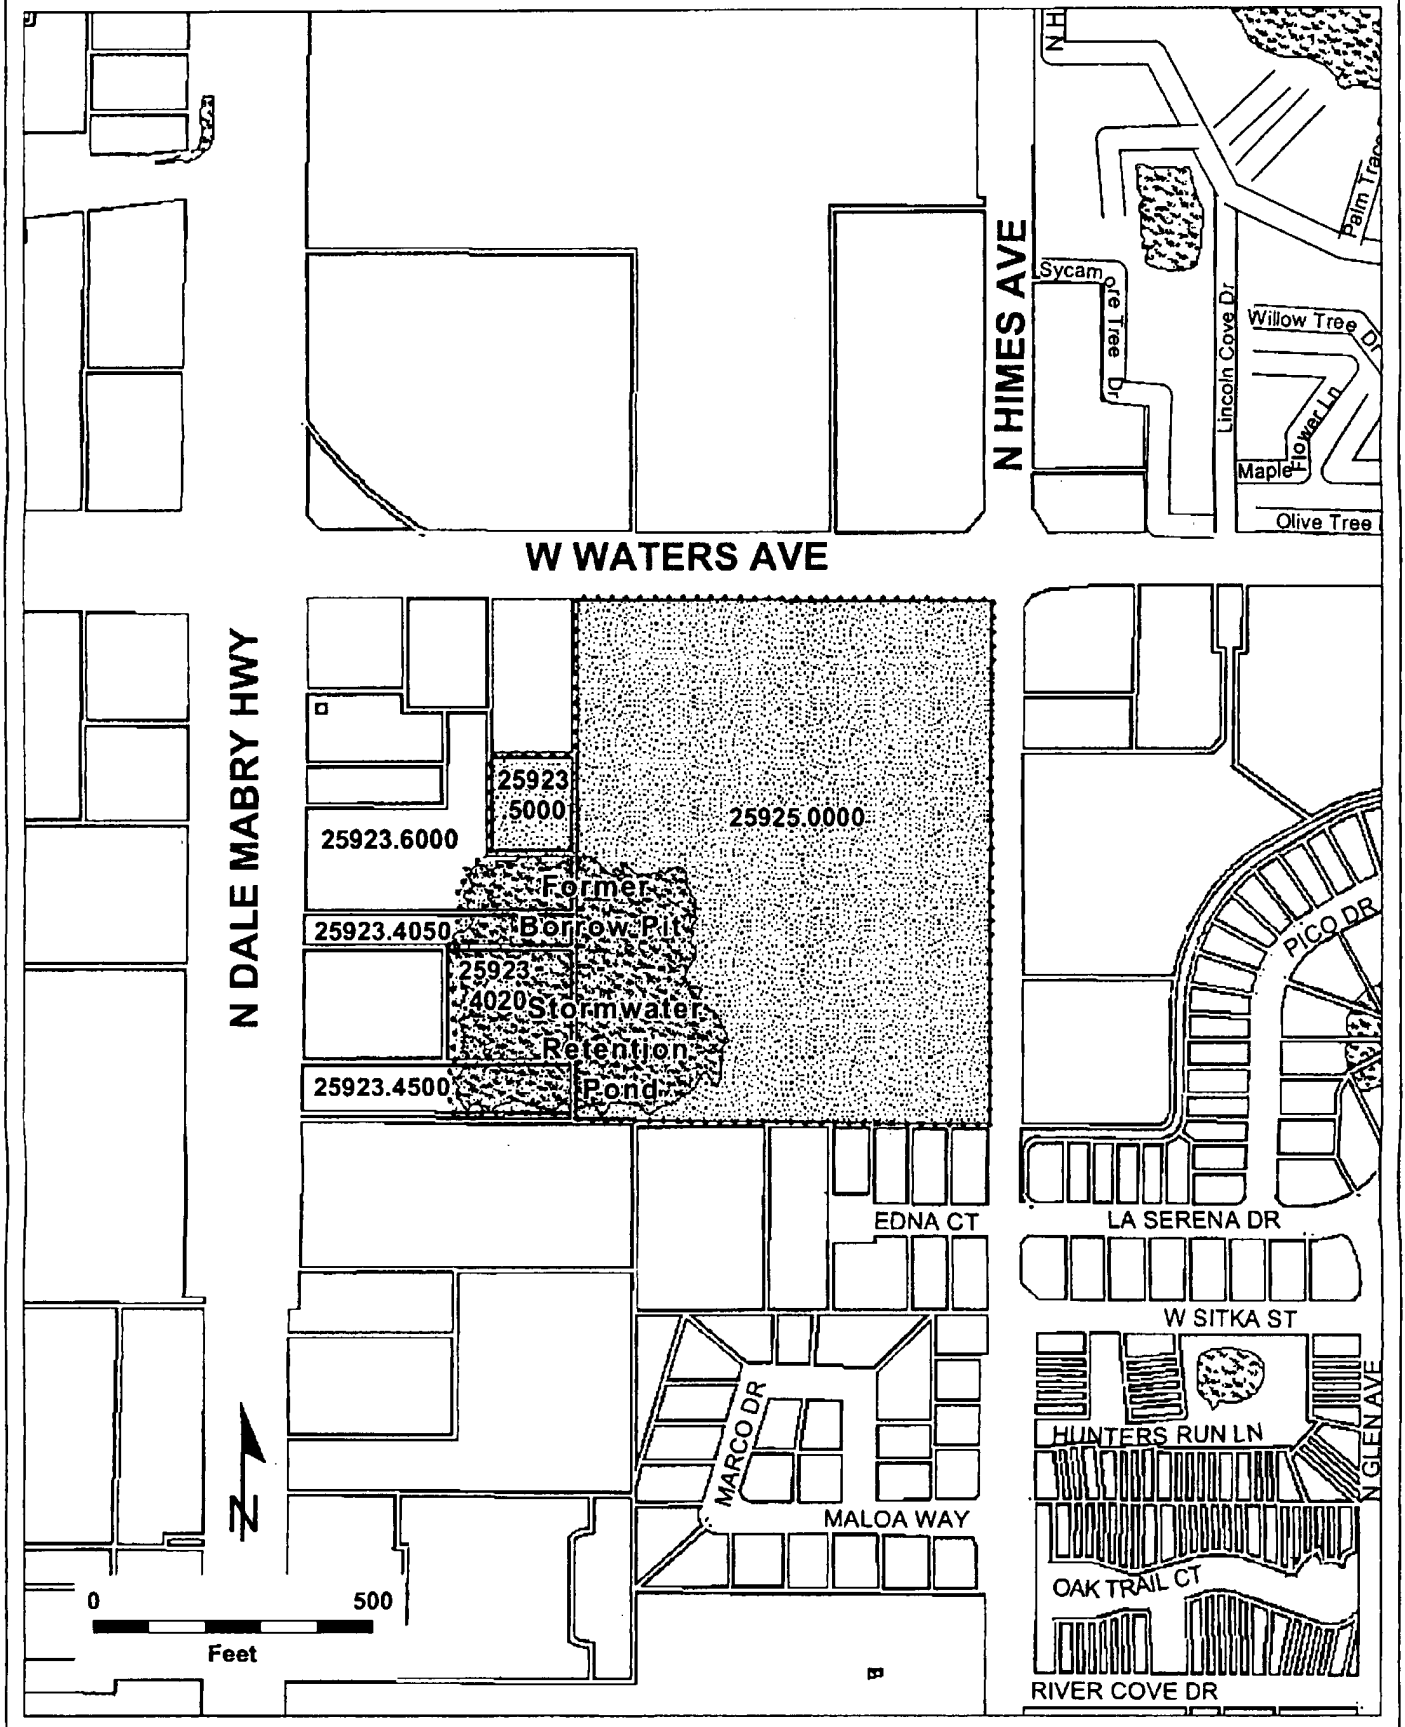 N H
Palm Trace
N HIMES AVE
Sycamore Tree Dr
Lincoln Cove Dr
Willow Tree Dr
Flower Ln
Maple
Olive Tree
W WATERS AVE
N DALE MABRY HWY
25923
5000
25925.0000
25923.6000
Former
Borrow Pit
25923.4050
25923
4020
Stormwater
Retention
Pond
25923.4500
PICO DR
EDNA CT
LA SERENA DR
W SITKA ST
MARCO DR
HUNTERS RUN LN
N GLEN AVE
MALOA WAY
OAK TRAIL CT
N
0
500
Feet
RIVER COVE DR